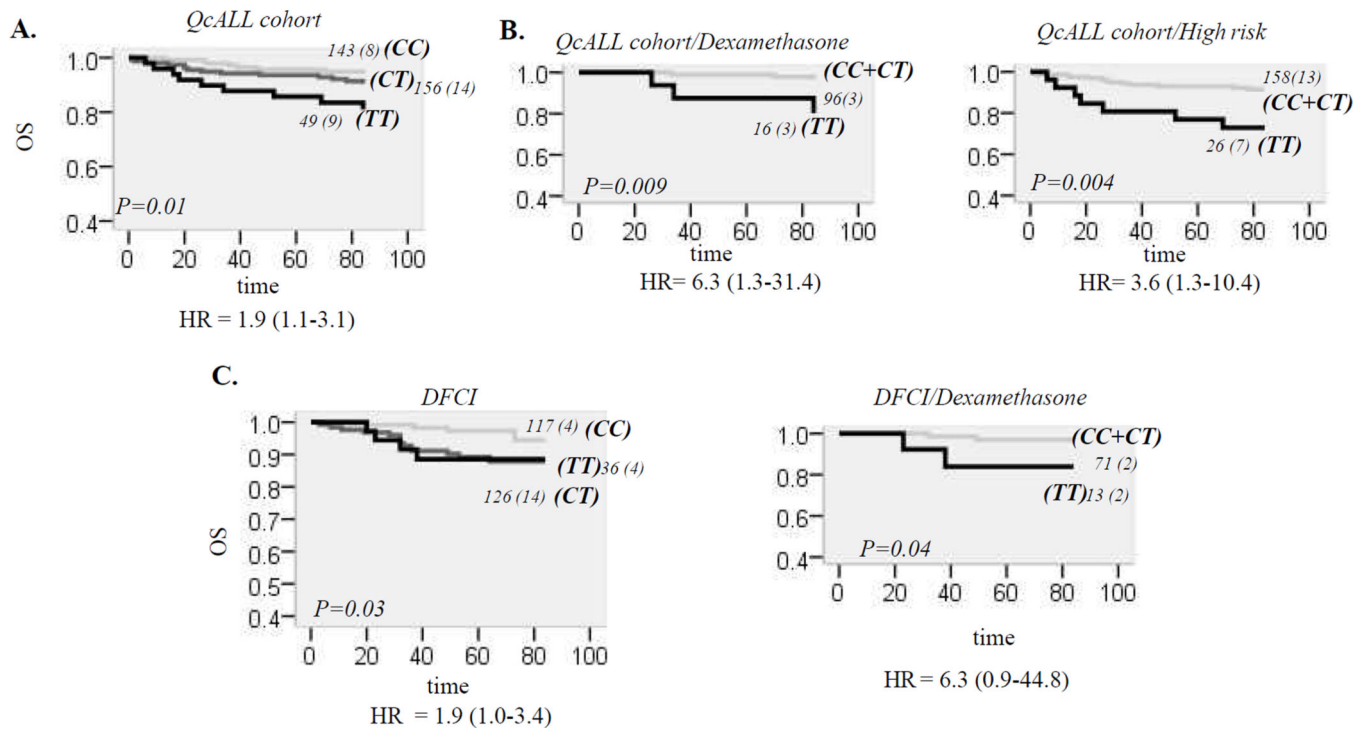 A.
QcALL cohort
OS
1.0
0.8
0.6
0.4
143 (8) (CC)
(CT) 156 (14)
49 (9) (TT)
P=0.01
0 20 40 60 80 100
time
HR = 1.9 (1.1-3.1)
B.
QcALL cohort/Dexamethasone
1.0
0.8
0.6
0.4
(CC+CT)
96(3)
16 (3) (TT)
P=0.009
0 20 40 60 80 100
time
HR= 6.3 (1.3-31.4)
QcALL cohort/High risk
1.0
0.8
0.6
0.4
158(13)
(CC+CT)
26 (7) (TT)
P=0.004
0 20 40 60 80 100
time
HR= 3.6 (1.3-10.4)
C.
DFCI
OS
1.0
0.9
0.8
0.7
0.6
0.5
0.4
117 (4) (CC)
(TT) 36 (4)
126 (14) (CT)
P=0.03
0 20 40 60 80 100
time
HR = 1.9 (1.0-3.4)
DFCI/Dexamethasone
1.0
0.8
0.6
0.4
(CC+CT)
71 (2)
(TT) 13 (2)
P=0.04
0 20 40 60 80 100
time
HR = 6.3 (0.9-44.8)